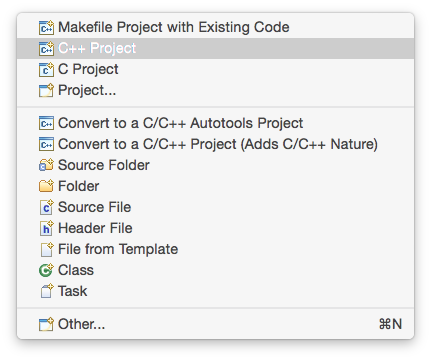 Makefile Project with Existing Code
C++ Project
C Project
Project...
Convert to a C/C++ Autotools Project
Convert to a C/C++ Project (Adds C/C++ Nature)
Source Folder
Folder
Source File
Header File
File from Template
Class
Task
Other... ⌘N